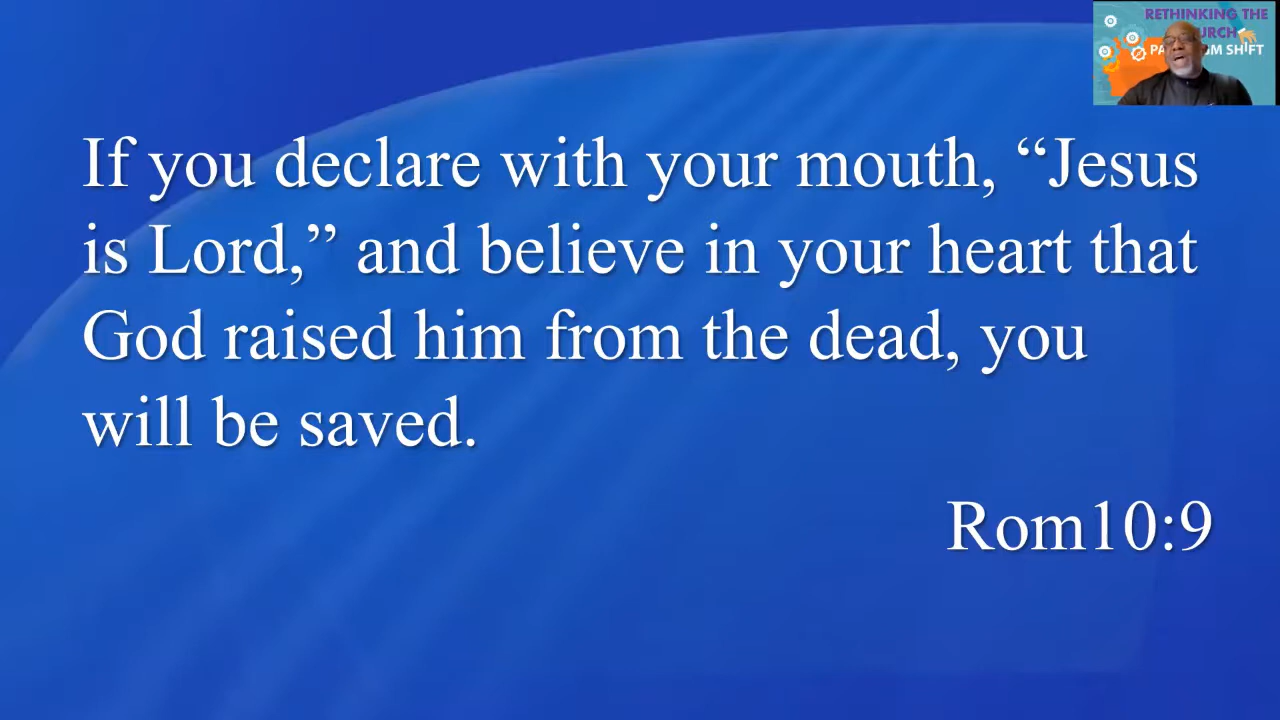 RETHINKING THE
SHIFT
If you declare with your mouth, “Jesus
is Lord,” and believe in your heart that
God raised him from the dead, you
will be saved.
Rom10:9